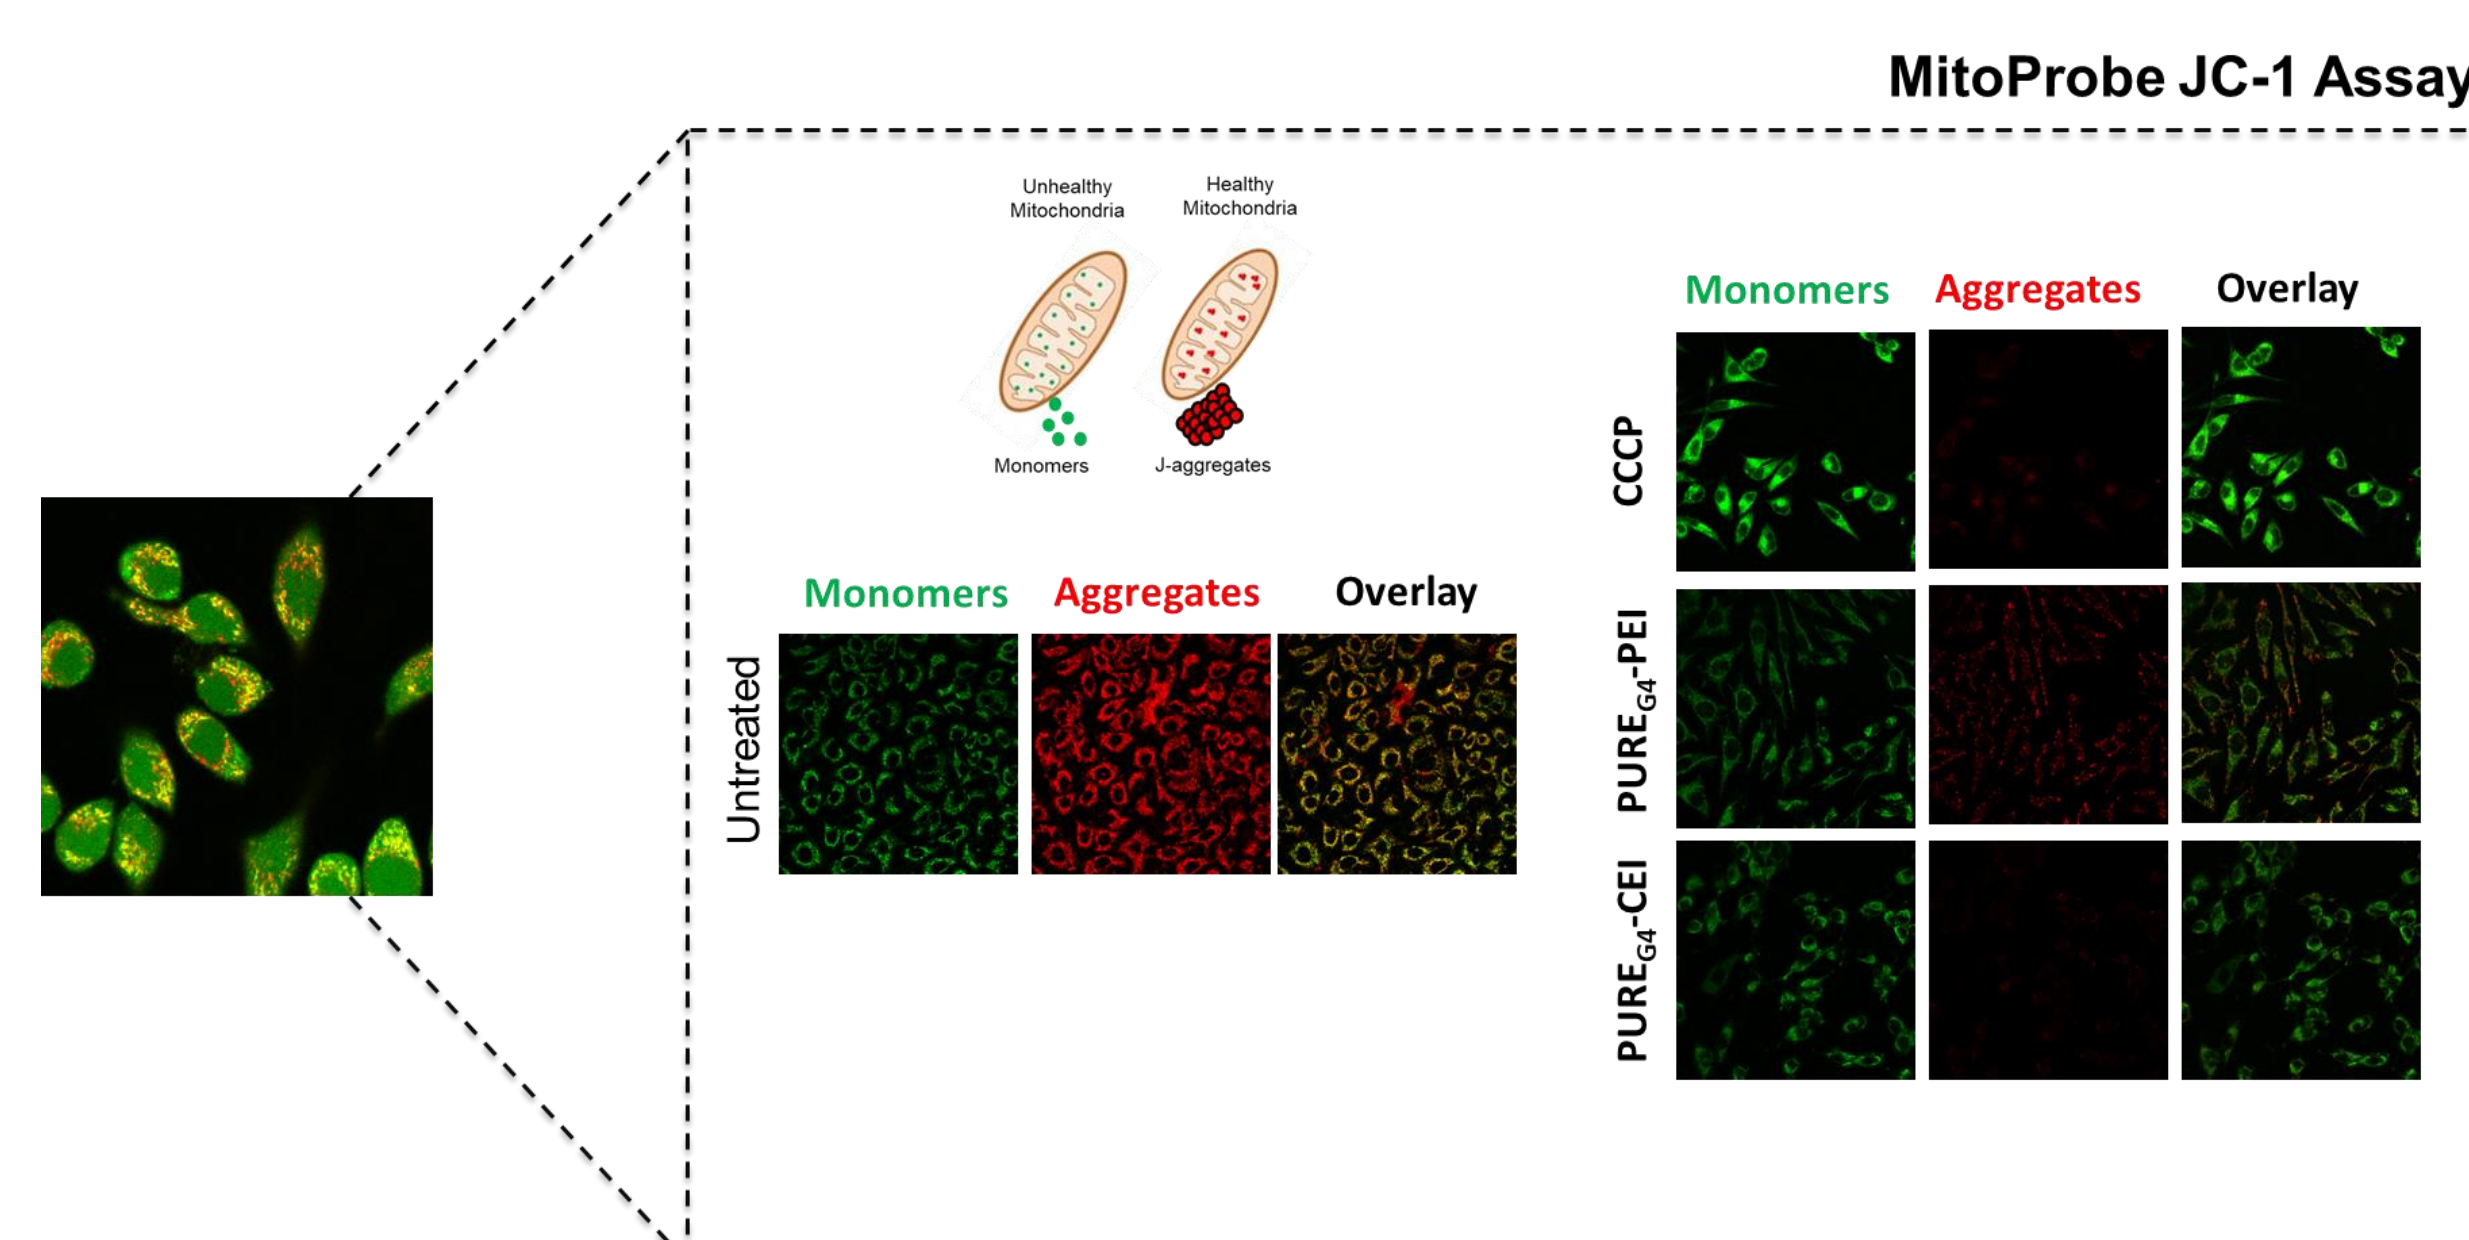 MitoProbe JC-1 Assay
Unhealthy
Mitochondria
Healthy
Mitochondria
Monomers
J-aggregates
Monomers
Aggregates
Overlay
Untreated
Monomers
Aggregates
Overlay
CCCP
PUREG4-PEI
PUREG4-CEI